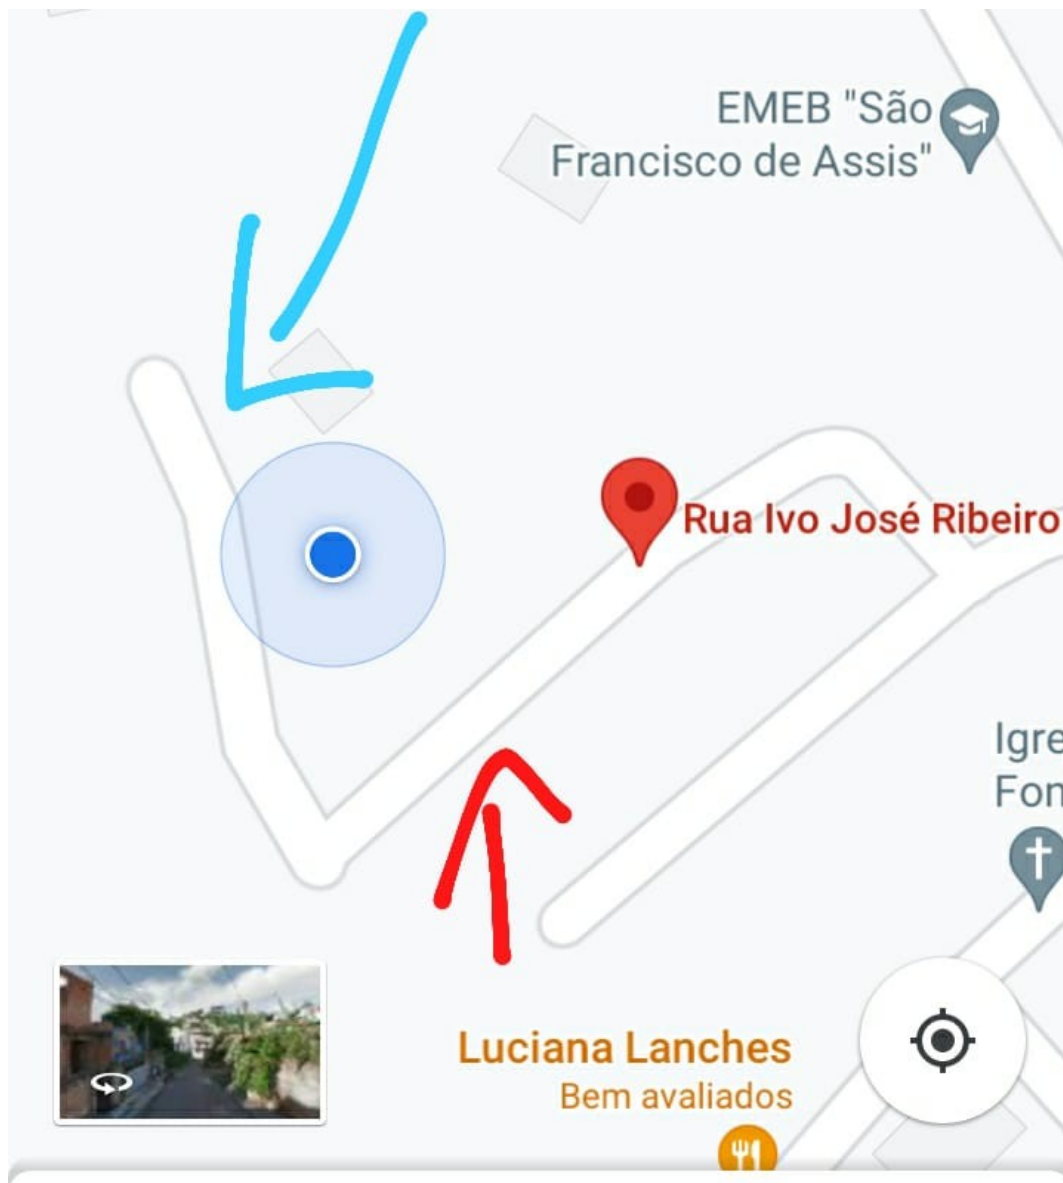 EMEB "São
Francisco de Assis"
Rua Ivo José Ribeiro
Igre
Fon
Luciana Lanches
Bem avaliados